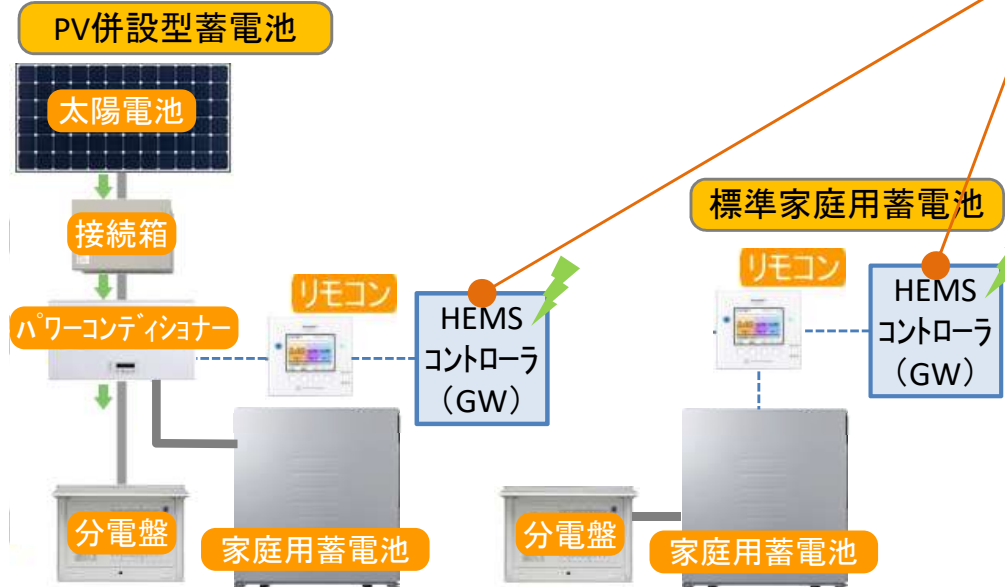 PV併設型蓄電池
太陽電池
接続箱
パワーコンディショナー
リモコン
HEMS
コントローラ
（GW）
分電盤
家庭用蓄電池
標準家庭用蓄電池
リモコン
HEMS
コントローラ
（GW）
分電盤
家庭用蓄電池